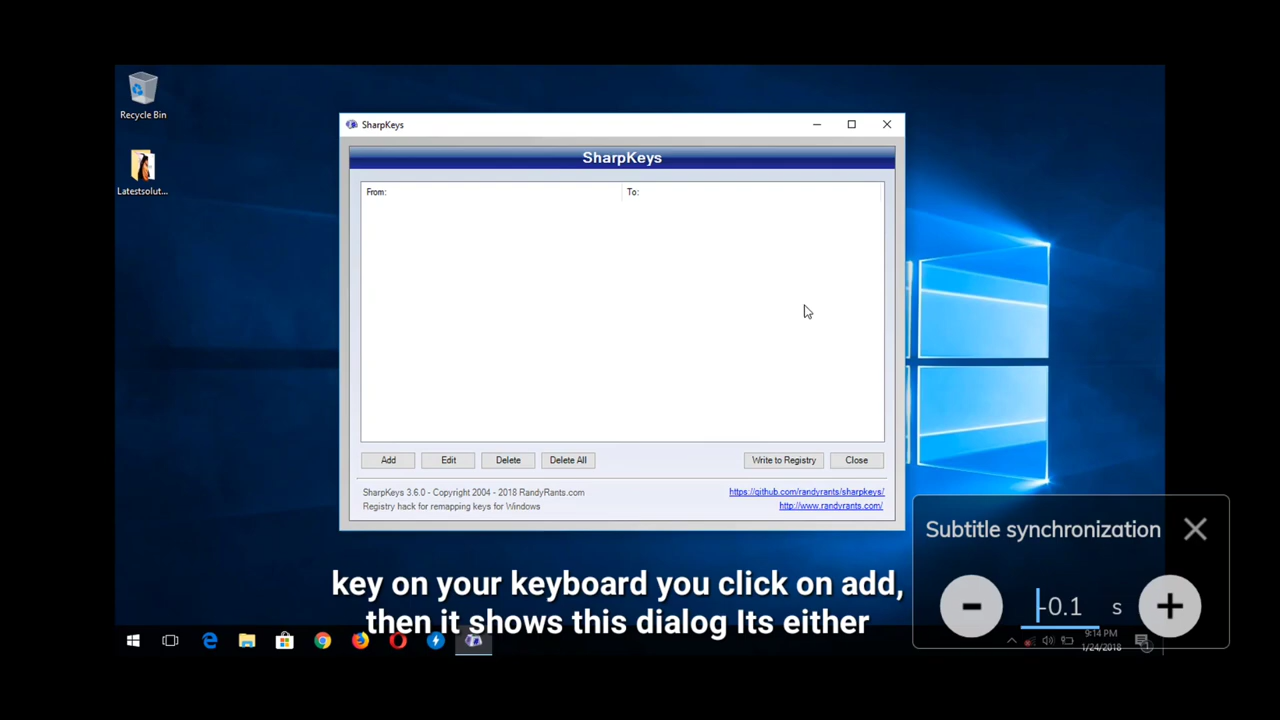 Recycle Bin
Latestsolut...
SharpKeys
SharpKeys
From:
To:
Add
Edit
Delete
Delete All
Write to Registry
Close
SharpKeys 3.6.0 - Copyright 2004 - 2018 RandyRants.com
https://github.com/randyrants/sharpkeys/
Registry hack for remapping keys for Windows
http://www.randyrants.com/
Subtitle synchronization
-0.1 s
key on your keyboard you click on add,
then it shows this dialog Its either
9:14 PM
1/24/2018